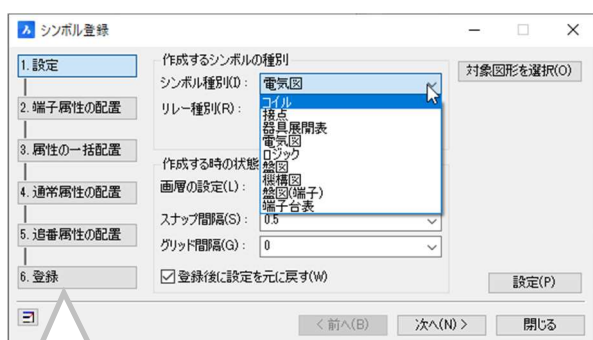 シンボル登録
1. 設定
2. 端子属性の配置
3. 属性の一括配置
4. 通常属性の配置
5. 追番属性の配置
6. 登録
作成するシンボルの種別
シンボル種別(I): 電気図
リレー種別(R):
コイル
接点
器具展開表
電気図
ロジック
盤図
機構図
盤図(端子)
端子台表
作成する時の状態
画層の設定(L):
スナップ間隔(S): 0.5
グリッド間隔(G): 0
登録後に設定を元に戻す(W)
対象図形を選択(O)
設定(P)
< 前へ(B)
次へ(N) >
閉じる